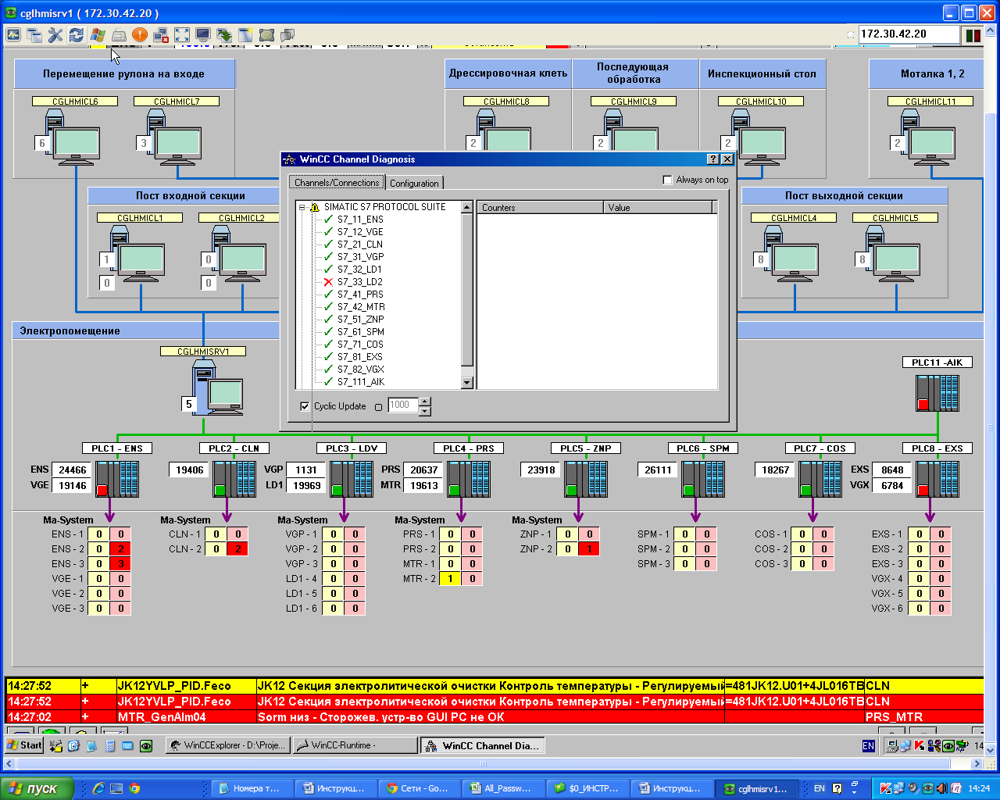 cglhmisrv1 ( 172.30.42.20 )
172.30.42.20
Перемещение рулона на входе
Дрессировочная клеть
Последующая обработка
Инспекционный стол
Моталка 1, 2
CGLHMICL6
CGLHMICL7
CGLHMICL8
CGLHMICL9
CGLHMICL10
CGLHMICL11
6
3
2
2
2
2
WinCC Channel Diagnosis
Channels/Connections
Configuration
Always on top
SIMATIC S7 PROTOCOL SUITE
S7_11_ENS
S7_12_VGE
S7_21_CLN
S7_31_VGP
S7_32_LD1
S7_33_LD2
S7_41_PRS
S7_42_MTR
S7_51_ZNP
S7_61_SPM
S7_71_COS
S7_81_EXS
S7_82_VGX
S7_111_AIK
Counters
Value
Cyclic Update
1000
Пост входной секции
CGLHMICL1
CGLHMICL2
1
0
0
0
Пост выходной секции
CGLHMICL4
CGLHMICL5
8
8
Электропомещение
CGLHMISRV1
5
PLC11 -AIK
PLC1 - ENS
PLC2 - CLN
PLC3 - LDV
PLC4 - PRS
PLC5 - ZNP
PLC6 - SPM
PLC7 - COS
PLC8 - EXS
ENS 24466
19406
VGP 1131
PRS 20637
23918
26111
18267
EXS 8648
VGE 19146
LD1 19969
MTR 19613
VGX 6784
Ma-System
Ma-System
Ma-System
Ma-System
Ma-System
ENS - 1 0 0
ENS - 2 0 2
ENS - 3 0 3
VGE - 1 0 0
VGE - 2 0 0
VGE - 3 0 0
CLN - 1 0 0
CLN - 2 0 2
VGP - 1 0 0
VGP - 2 0 0
VGP - 3 0 0
LD1 - 4 0 0
LD1 - 5 0 0
LD1 - 6 0 0
PRS - 1 0 0
PRS - 2 0 0
MTR - 1 0 0
MTR - 2 1 0
ZNP - 1 0 0
ZNP - 2 0 1
SPM - 1 0 0
SPM - 2 0 0
SPM - 3 0 0
COS - 1 0 0
COS - 2 0 0
COS - 3 0 0
EXS - 1 0 0
EXS - 2 0 0
EXS - 3 0 0
VGX - 4 0 0
VGX - 5 0 0
VGX - 6 0 0
14:27:52 + JK12YVLP_PID.Feco JK12 Секция электролитической очистки Контроль температуры - Регулируемый =481JK12.U01+4JL016TB CLN
14:27:52 + JK12YVLP_PID.Feco JK12 Секция электролитической очистки Контроль температуры - Регулируемый =481JK12.U01+4JL016TB CLN
14:27:02 + MTR_GenAlm04 Sorm низ - Сторожев. устр-во GUI PC не ОК PRS_MTR
Start
WinCCExplorer - D:\Proje...
WinCC-Runtime -
WinCC Channel Dia...
EN
14
пуск
Номера т...
Инструкц...
Сети - Go...
All_Passw...
$0_ИНСТР...
Инструкц...
cglhmisrv1...
EN
14:24